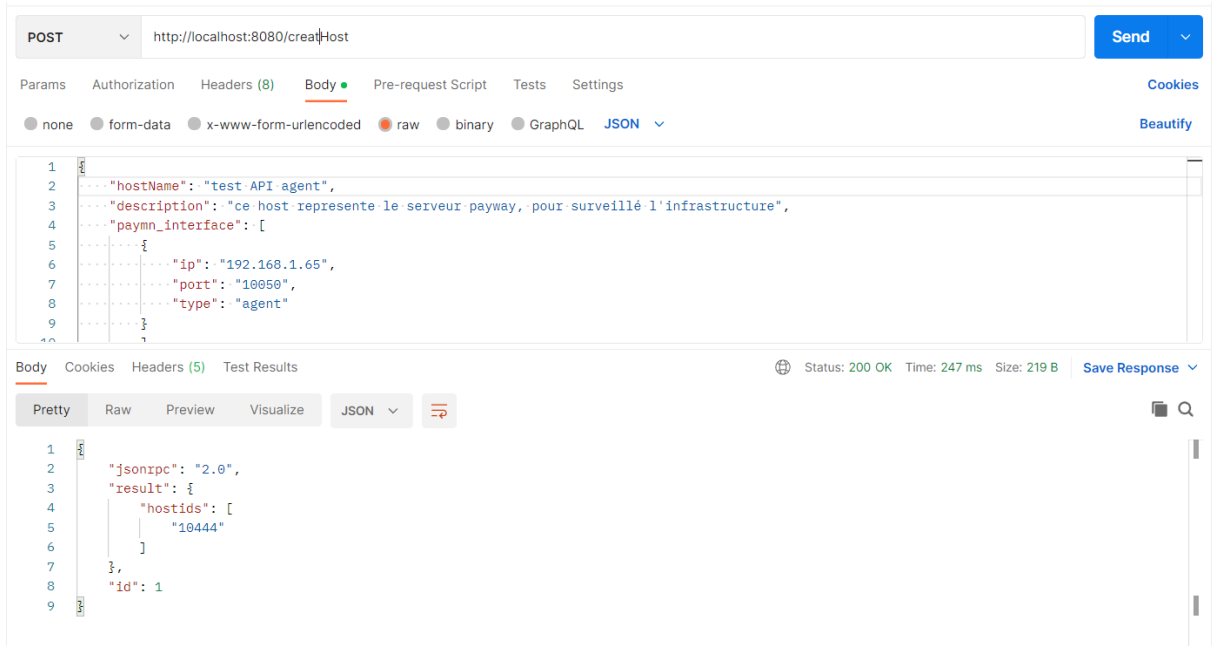 POST http://localhost:8080/creatHost Send
Params Authorization Headers (8) Body Pre-request Script Tests Settings Cookies
none form-data x-www-form-urlencoded raw binary GraphQL JSON Beautify
1 {
2 "hostName": "test API agent",
3 "description": "ce host represente le serveur payway, pour surveillé l'infrastructure",
4 "paymn_interface": [
5 {
6 "ip": "192.168.1.65",
7 "port": "10050",
8 "type": "agent"
9 }
10 ]
Body Cookies Headers (5) Test Results Status: 200 OK Time: 247 ms Size: 219 B Save Response
Pretty Raw Preview Visualize JSON
1 {
2 "jsonrpc": "2.0",
3 "result": {
4 "hostids": [
5 "10444"
6 ]
7 },
8 "id": 1
9 }